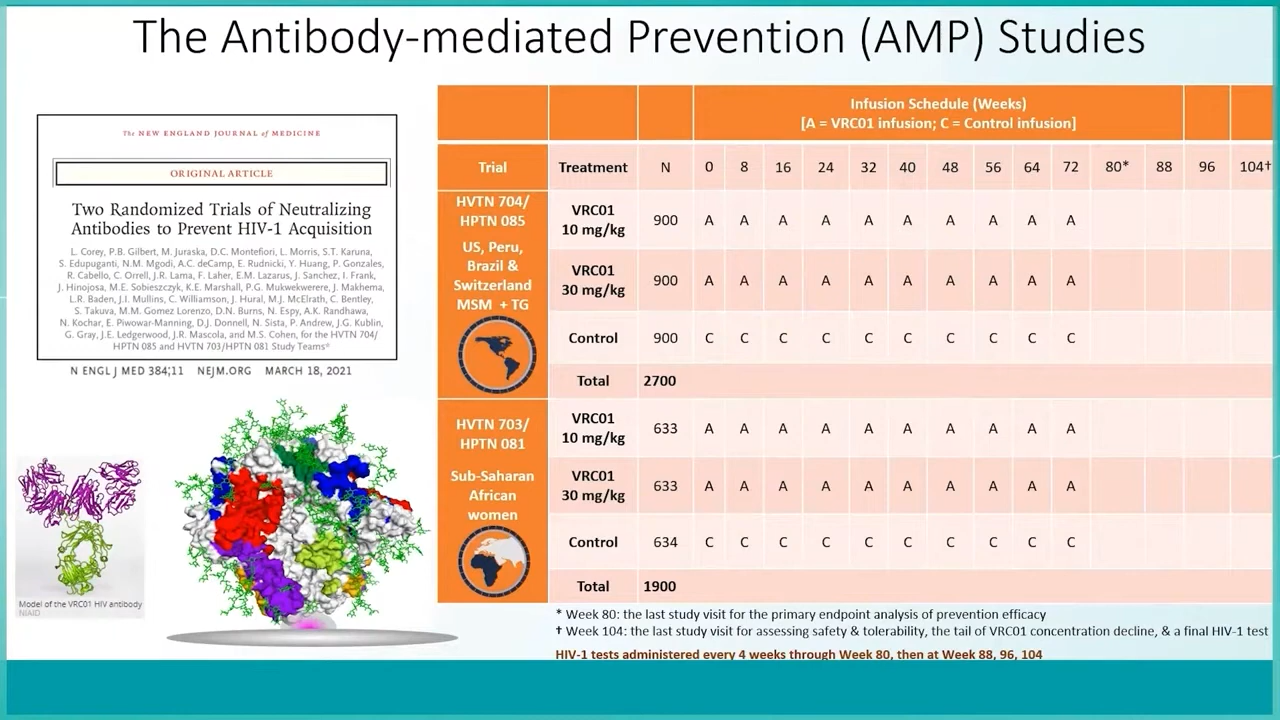 The Antibody-mediated Prevention (AMP) Studies
The NEW ENGLAND JOURNAL of MEDICINE
ORIGINAL ARTICLE
Two Randomized Trials of Neutralizing
Antibodies to Prevent HIV-1 Acquisition
L. Corey, P.B. Gilbert, M. Juraska, D.C. Montefiori, L. Morris, S.T. Karuna,
S. Edupuganti, N.M. Mgodi, A.C. deCamp, E. Rudnicki, Y. Huang, P. Gonzales,
R. Cabello, C. Orrell, J.R. Lama, F. Laher, E.M. Lazarus, J. Sanchez, I. Frank,
J. Hinojosa, M.E. Sobieszczyk, K.E. Marshall, P.G. Mukwekwerere, J. Makhema,
L.R. Baden, J.I. Mullins, C. Williamson, J. Hural, M.J. McElrath, C. Bentley,
S. Takuva, M.M. Gomez Lorenzo, D.N. Burns, N. Espy, A.K. Randhawa,
N. Kochar, E. Piwowar-Manning, D.J. Donnell, N. Sista, P. Andrew, J.G. Kublin,
G. Gray, J.E. Ledgerwood, J.R. Mascola, and M.S. Cohen, for the HVTN 704/
HPTN 085 and HVTN 703/HPTN 081 Study Teams*
N ENGL J MED 384;11 NEJM.ORG MARCH 18, 2021
Model of the VRC01 HIV antibody
NIAID
Infusion Schedule (Weeks)
[A = VRC01 infusion; C = Control infusion]
Trial Treatment N 0 8 16 24 32 40 48 56 64 72 80* 88 96 104†
HVTN 704/
HPTN 085
US, Peru,
Brazil &
Switzerland
MSM + TG
VRC01
10 mg/kg 900 A A A A A A A A A A
VRC01
30 mg/kg 900 A A A A A A A A A A
Control 900 C C C C C C C C C C
Total 2700
HVTN 703/
HPTN 081
Sub-Saharan
African
women
VRC01
10 mg/kg 633 A A A A A A A A A A
VRC01
30 mg/kg 633 A A A A A A A A A A
Control 634 C C C C C C C C C C
Total 1900
* Week 80: the last study visit for the primary endpoint analysis of prevention efficacy
† Week 104: the last study visit for assessing safety & tolerability, the tail of VRC01 concentration decline, & a final HIV-1 test
HIV-1 tests administered every 4 weeks through Week 80, then at Week 88, 96, 104